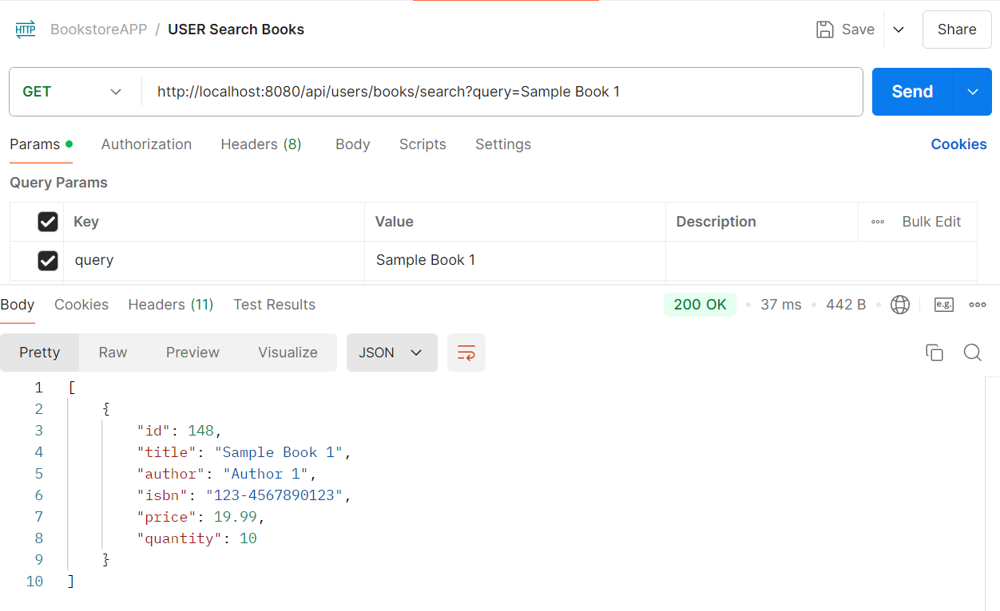 HTTP BookstoreAPP / USER Search Books Save Share
GET http://localhost:8080/api/users/books/search?query=Sample Book 1 Send
Params Authorization Headers (8) Body Scripts Settings Cookies
Query Params
Key Value Description Bulk Edit
query Sample Book 1
Body Cookies Headers (11) Test Results 200 OK 37 ms 442 B e.g.
Pretty Raw Preview Visualize JSON
1 [
2 {
3 "id": 148,
4 "title": "Sample Book 1",
5 "author": "Author 1",
6 "isbn": "123-4567890123",
7 "price": 19.99,
8 "quantity": 10
9 }
10 ]